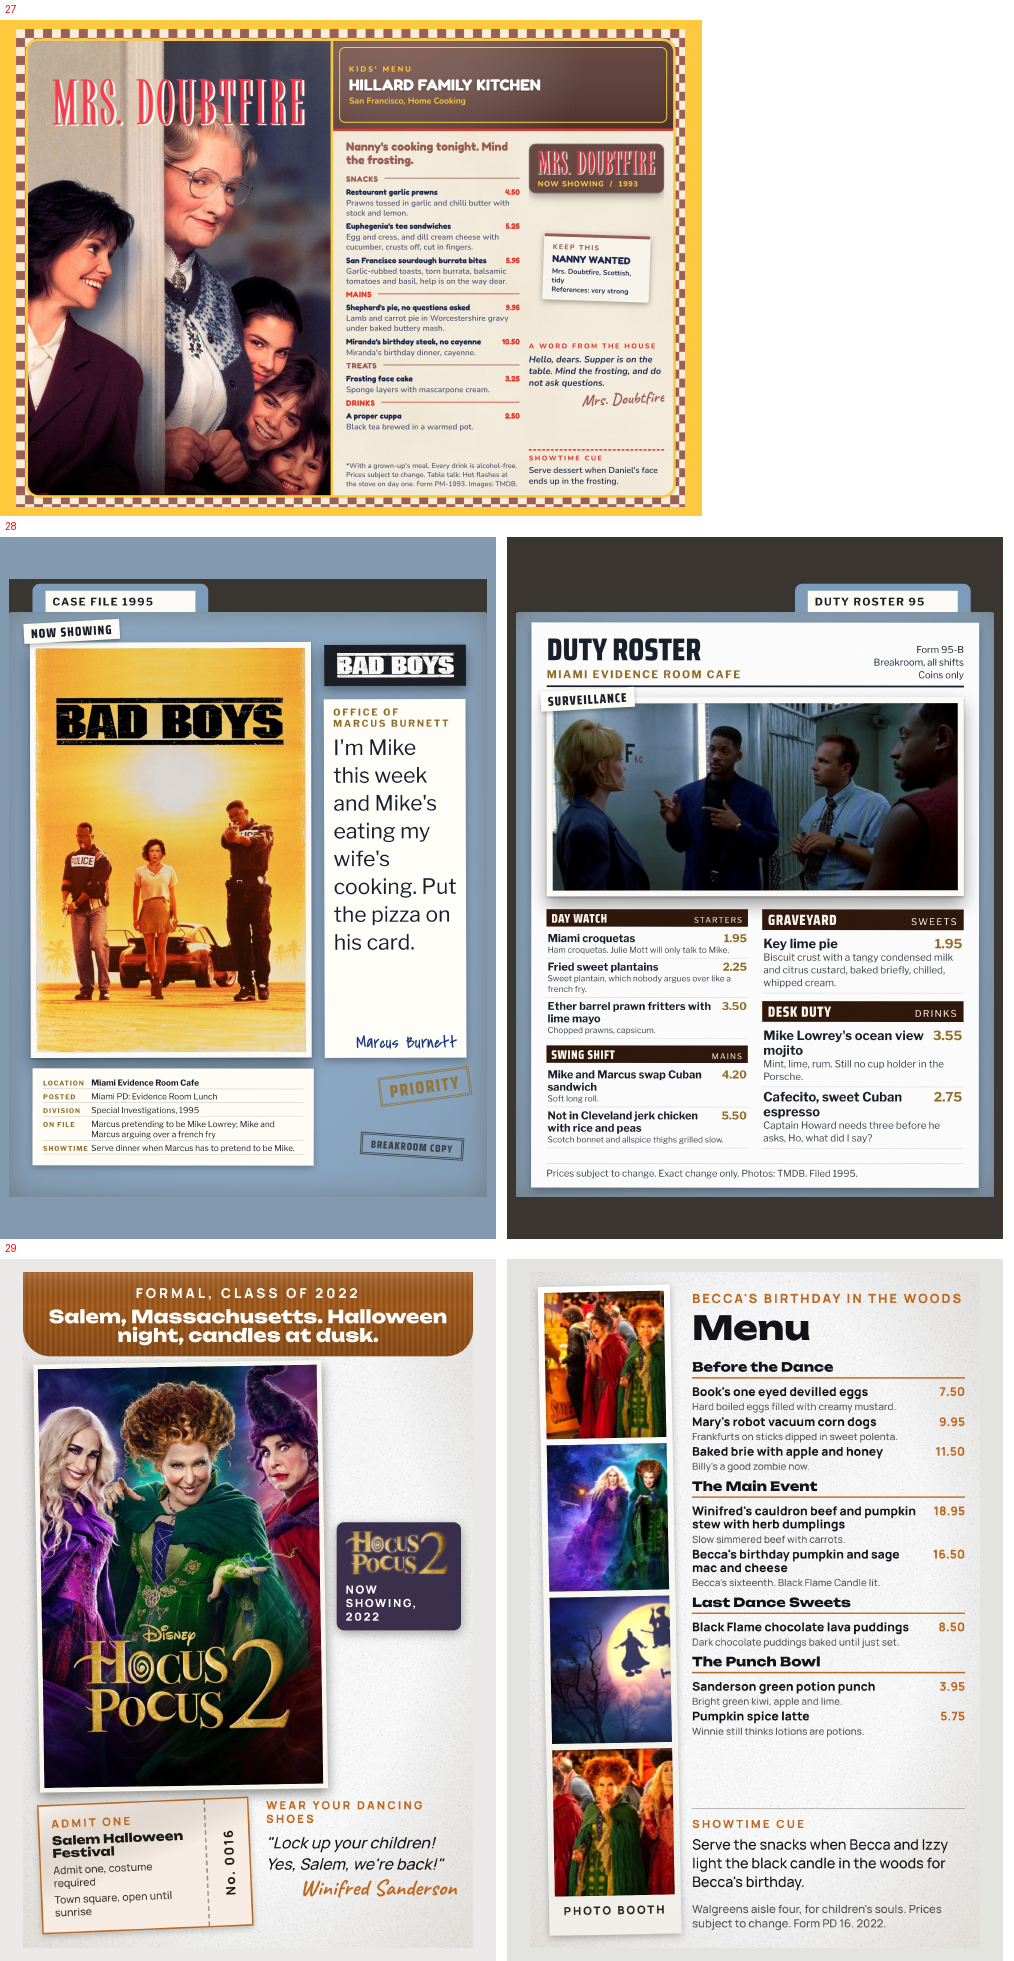 27
MRS. DOUBTFIRE
KIDS' MENU
HILLARD FAMILY KITCHEN
San Francisco, Home Cooking
Nanny's cooking tonight. Mind
the frosting.
SNACKS
Restaurant garlic prawns 4.50
Prawns tossed in garlic and chilli butter with
stock and lemon.
Euphegenia's tea sandwiches 5.25
Egg and cress, and dill cream cheese with
cucumber, crusts off, cut in fingers.
San Francisco sourdough burrata bites 5.95
Garlic-rubbed toasts, torn burrata, balsamic
tomatoes and basil, help is on the way dear.
MAINS
Shepherd's pie, no questions asked 9.95
Lamb and carrot pie in Worcestershire gravy
under baked buttery mash.
Miranda's birthday steak, no cayenne 10.50
Miranda's birthday dinner, cayenne.
TREATS
Frosting face cake 3.25
Sponge layers with mascarpone cream.
DRINKS
A proper cuppa 2.50
Black tea brewed in a warmed pot.
*With a grown-up's meal. Every drink is alcohol-free.
Prices subject to change. Table talk: Hot flashes at
the stove on day one. Form PM-1993. Images: TMDB.
MRS. DOUBTFIRE
NOW SHOWING / 1993
KEEP THIS
NANNY WANTED
Mrs. Doubtfire, Scottish,
tidy
References: very strong
A WORD FROM THE HOUSE
Hello, dears. Supper is on the
table. Mind the frosting, and do
not ask questions.
Mrs. Doubtfire
SHOWTIME CUE
Serve dessert when Daniel's face
ends up in the frosting.
28
CASE FILE 1995
NOW SHOWING
BAD BOYS
POLICE
BAD BOYS
OFFICE OF
MARCUS BURNETT
I'm Mike
this week
and Mike's
eating my
wife's
cooking. Put
the pizza on
his card.
Marcus Burnett
LOCATION Miami Evidence Room Cafe
POSTED Miami PD: Evidence Room Lunch
DIVISION Special Investigations, 1995
ON FILE Marcus pretending to be Mike Lowrey; Mike and
Marcus arguing over a french fry
SHOWTIME Serve dinner when Marcus has to pretend to be Mike.
PRIORITY
BREAKROOM COPY
DUTY ROSTER 95
DUTY ROSTER
MIAMI EVIDENCE ROOM CAFE
Form 95-B
Breakroom, all shifts
Coins only
SURVEILLANCE
DAY WATCH STARTERS
Miami croquetas 1.95
Ham croquetas. Julie Mott will only talk to Mike.
Fried sweet plantains 2.25
Sweet plantain, which nobody argues over like a
french fry.
Ether barrel prawn fritters with 3.50
lime mayo
Chopped prawns, capsicum.
SWING SHIFT MAINS
Mike and Marcus swap Cuban 4.20
sandwich
Soft long roll.
Not in Cleveland jerk chicken 5.50
with rice and peas
Scotch bonnet and allspice thighs grilled slow.
GRAVEYARD SWEETS
Key lime pie 1.95
Biscuit crust with a tangy condensed milk
and citrus custard, baked briefly, chilled,
whipped cream.
DESK DUTY DRINKS
Mike Lowrey's ocean view 3.55
mojito
Mint, lime, rum. Still no cup holder in the
Porsche.
Cafecito, sweet Cuban 2.75
espresso
Captain Howard needs three before he
asks, Ho, what did I say?
Prices subject to change. Exact change only. Photos: TMDB. Filed 1995.
29
FORMAL, CLASS OF 2022
Salem, Massachusetts. Halloween
night, candles at dusk.
Disney
HOCUS
POCUS 2
HOCUS
POCUS 2
NOW
SHOWING,
2022
ADMIT ONE
Salem Halloween
Festival
Admit one, costume
required
Town square, open until
sunrise
No. 0016
WEAR YOUR DANCING
SHOES
"Lock up your children!
Yes, Salem, we're back!"
Winifred Sanderson
PHOTO BOOTH
BECCA'S BIRTHDAY IN THE WOODS
Menu
Before the Dance
Book's one eyed devilled eggs 7.50
Hard boiled eggs filled with creamy mustard.
Mary's robot vacuum corn dogs 9.95
Frankfurts on sticks dipped in sweet polenta.
Baked brie with apple and honey 11.50
Billy's a good zombie now.
The Main Event
Winifred's cauldron beef and pumpkin 18.95
stew with herb dumplings
Slow simmered beef with carrots.
Becca's birthday pumpkin and sage 16.50
mac and cheese
Becca's sixteenth. Black Flame Candle lit.
Last Dance Sweets
Black Flame chocolate lava puddings 8.50
Dark chocolate puddings baked until just set.
The Punch Bowl
Sanderson green potion punch 3.95
Bright green kiwi, apple and lime.
Pumpkin spice latte 5.75
Winnie still thinks lotions are potions.
SHOWTIME CUE
Serve the snacks when Becca and Izzy
light the black candle in the woods for
Becca's birthday.
Walgreens aisle four, for children's souls. Prices
subject to change. Form PD 16. 2022.